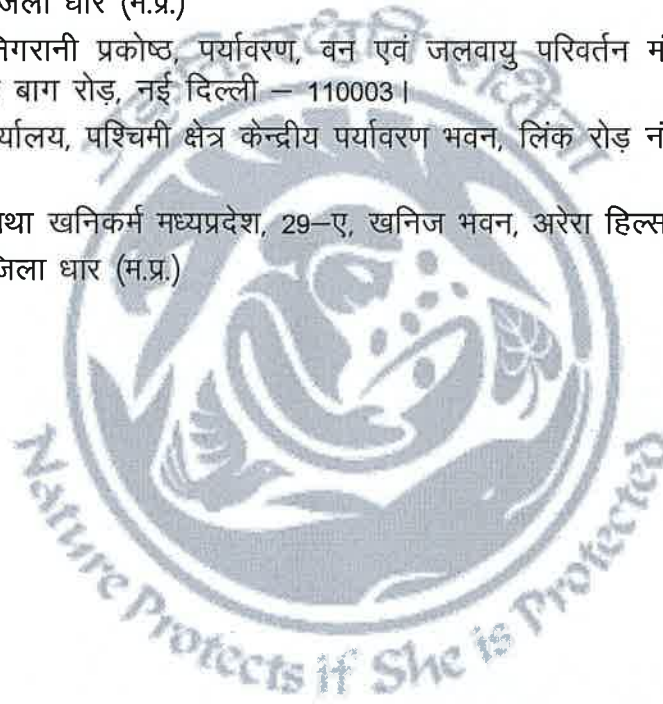 जिला धार (म.प्र.)
निगरानी प्रकोष्ठ, पर्यावरण, वन एवं जलवायु परिवर्तन मं
बाग रोड़, नई दिल्ली – 110003।
र्यालय, पश्चिमी क्षेत्र केन्द्रीय पर्यावरण भवन, लिंक रोड़ नं
तथा खनिकर्म मध्यप्रदेश, 29–ए, खनिज भवन, अरेरा हिल्स
जिला धार (म.प्र.)
Nature Protects if She is Protected